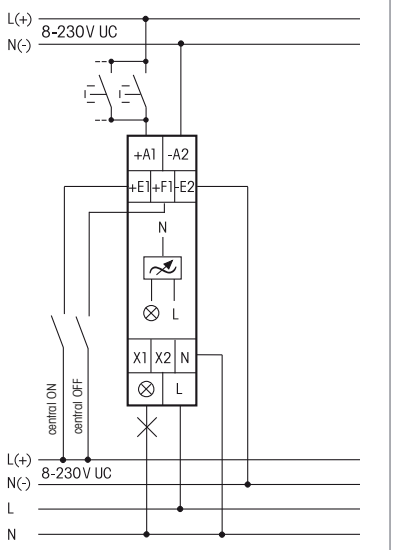 L(+)
8-230V UC
N(-)
+A1 -A2
+E1 +F1 -E2
N
L
X1 X2 N
L
central ON
central OFF
L(+)
8-230V UC
N(-)
L
N